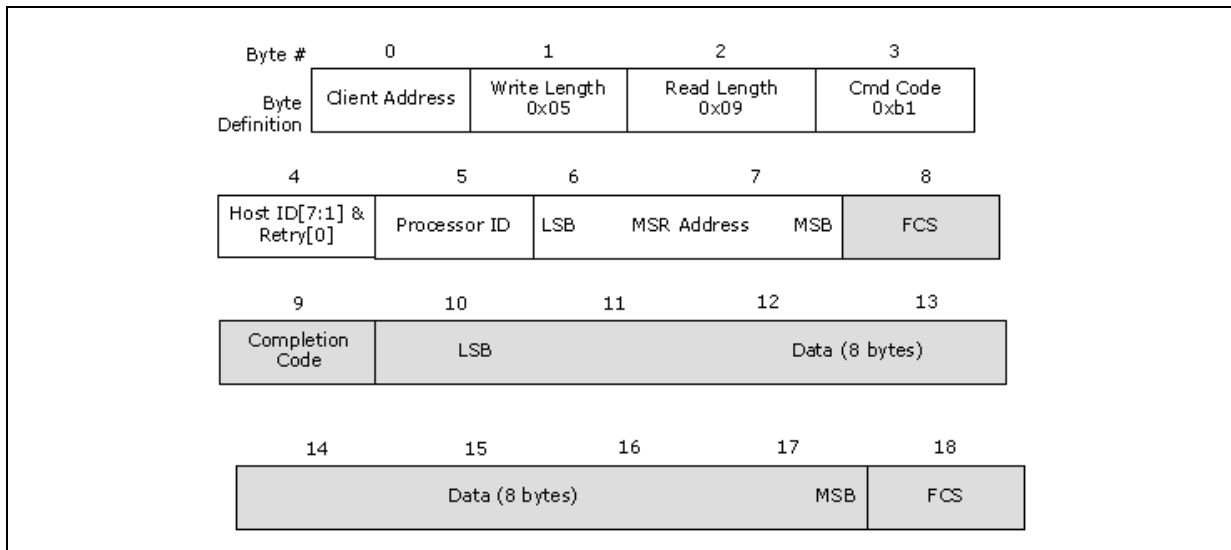 Byte # 0 1 2 3
Byte Definition
Client Address
Write Length
0x05
Read Length
0x09
Cmd Code
0xb1
4 5 6 7 8
Host ID[7:1] &
Retry[0]
Processor ID
LSB MSR Address MSB
FCS
9 10 11 12 13
Completion
Code
LSB Data (8 bytes)
14 15 16 17 18
Data (8 bytes) MSB
FCS